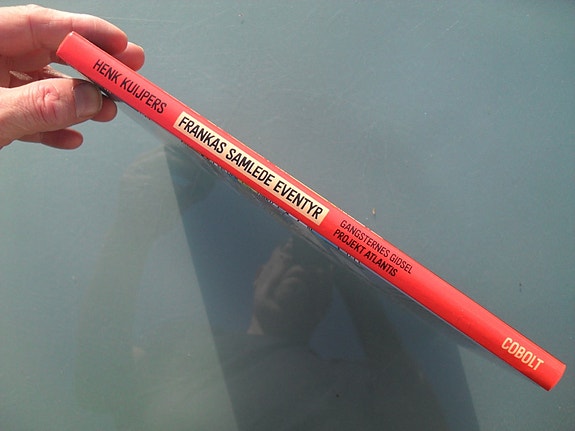 HENK KUIJPERS
FRANKAS SAMLEDE EVENTYR
GANGSTERNES GIDSEL
PROJEKT ATLANTIS
COBOLT